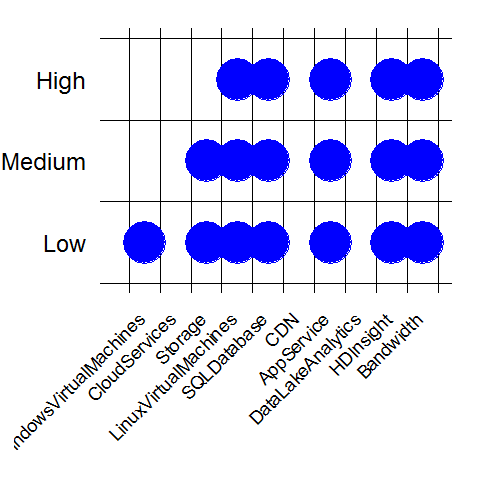 High
Medium
Low
ndowsVirtualMachines
CloudServices
Storage
LinuxVirtualMachines
SQLDatabase
CDN
AppService
DataLakeAnalytics
HDInsight
Bandwidth